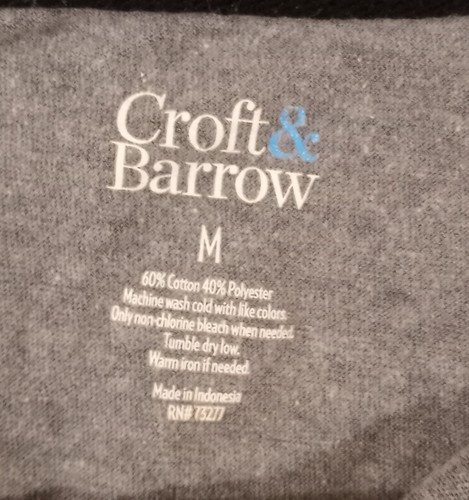 Croft &
Barrow
M
60% Cotton 40% Polyester
Machine wash cold with like colors.
Only non-chlorine bleach when needed.
Tumble dry low.
Warm iron if needed.
Made in Indonesia
RN# 73277